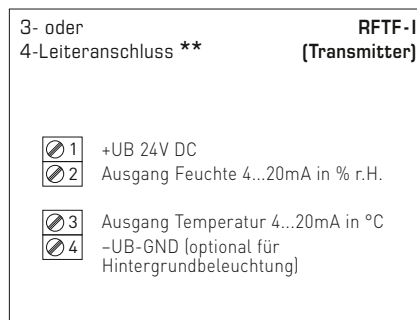 3- oder
4-Leiteranschluss **
RFTF-I
(Transmitter)
1 +UB 24V DC
2 Ausgang Feuchte 4...20mA in % r.H.
3 Ausgang Temperatur 4...20mA in °C
4 –UB-GND (optional für
Hintergrundbeleuchtung)